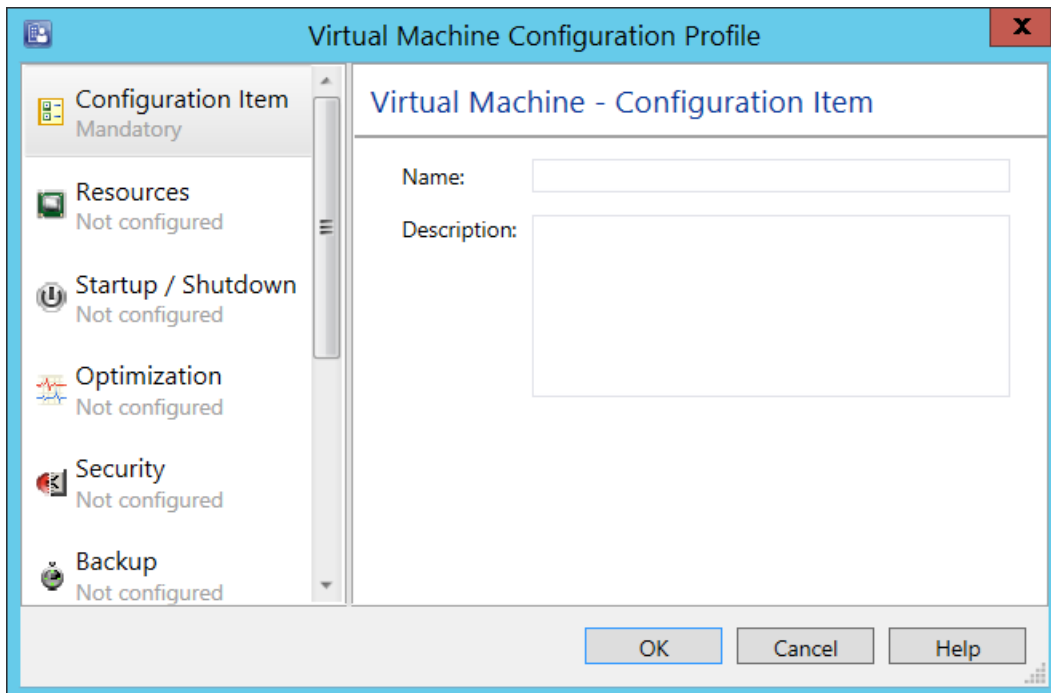 Virtual Machine Configuration Profile
X
Configuration Item
Mandatory
Resources
Not configured
Startup / Shutdown
Not configured
Optimization
Not configured
Security
Not configured
Backup
Not configured
Virtual Machine - Configuration Item
Name:
Description:
OK
Cancel
Help